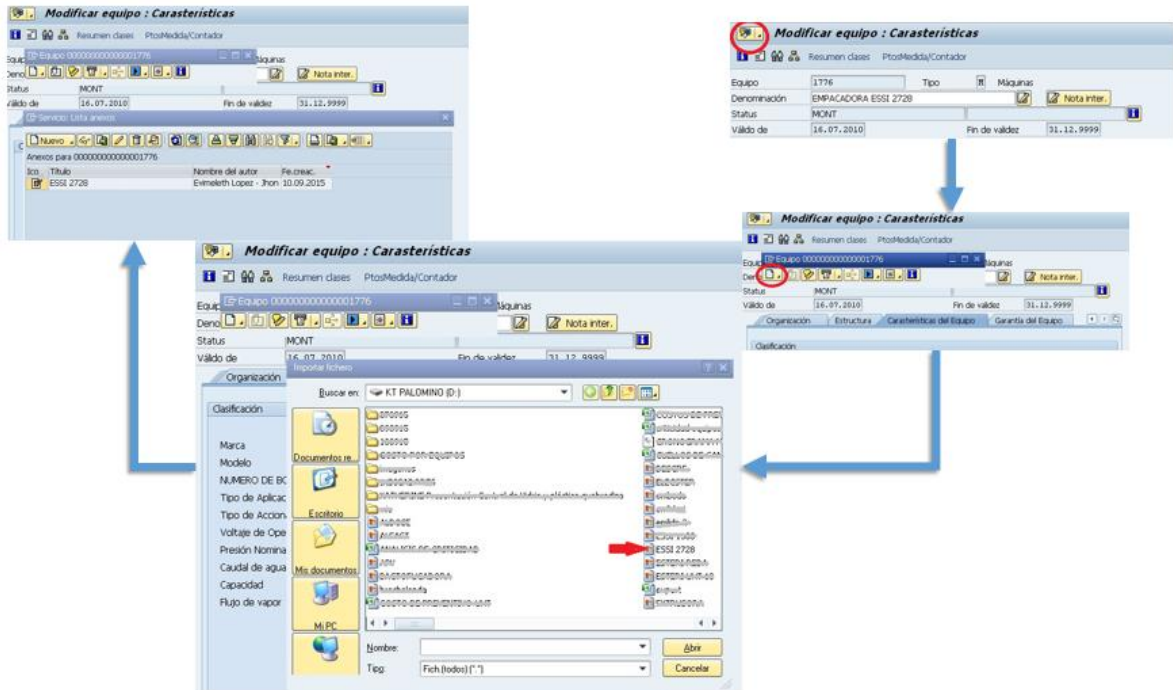 Modificar equipo : Carasterísticas
Resumen clases PtosMedida/Contador
Equipo 000000000000001776
Máquinas
Nota inter.
Status MONT
Válido de 16.07.2010 Fin de validez 31.12.9999
Servicio: Lista anexos
Nuevo
Anexos para 000000000000001776
Icn Título Nombre del autor Fe.creac.
ESSI 2728 Evimeleth Lopez - Jhon 10.09.2015
Modificar equipo : Carasterísticas
Resumen clases PtosMedida/Contador
Equipo 1776 Tipo M Máquinas
Denominación EMPACADORA ESSI 2728 Nota inter.
Status MONT
Válido de 16.07.2010 Fin de validez 31.12.9999
Modificar equipo : Carasterísticas
Resumen clases PtosMedida/Contador
Equipo 000000000000001776
Máquinas
Nota inter.
Status MONT
Válido de 16.07.2010 Fin de validez 31.12.9999
Organización Estructura Características del Equipo Garantía del Equipo
Clasificación
Modificar equipo : Carasterísticas
Resumen clases PtosMedida/Contador
Equipo 000000000000001776
Máquinas
Nota inter.
Status MONT
Válido de 16.07.2010 Fin de validez 31.12.9999
Organización
Importar fichero
Buscar en: KT PALOMINO (D:)
Clasificación
Marca
Modelo
NUMERO DE BO
Tipo de Aplicac
Tipo de Accion
Voltaje de Ope
Presión Nomina
Caudal de agua
Capacidad
Flujo de vapor
Documentos re...
Escritorio
Mis documentos
Mi PC
ESSI 2728
Nombre:
Abrir
Tipo: Fich.(todos) (*.*)
Cancelar